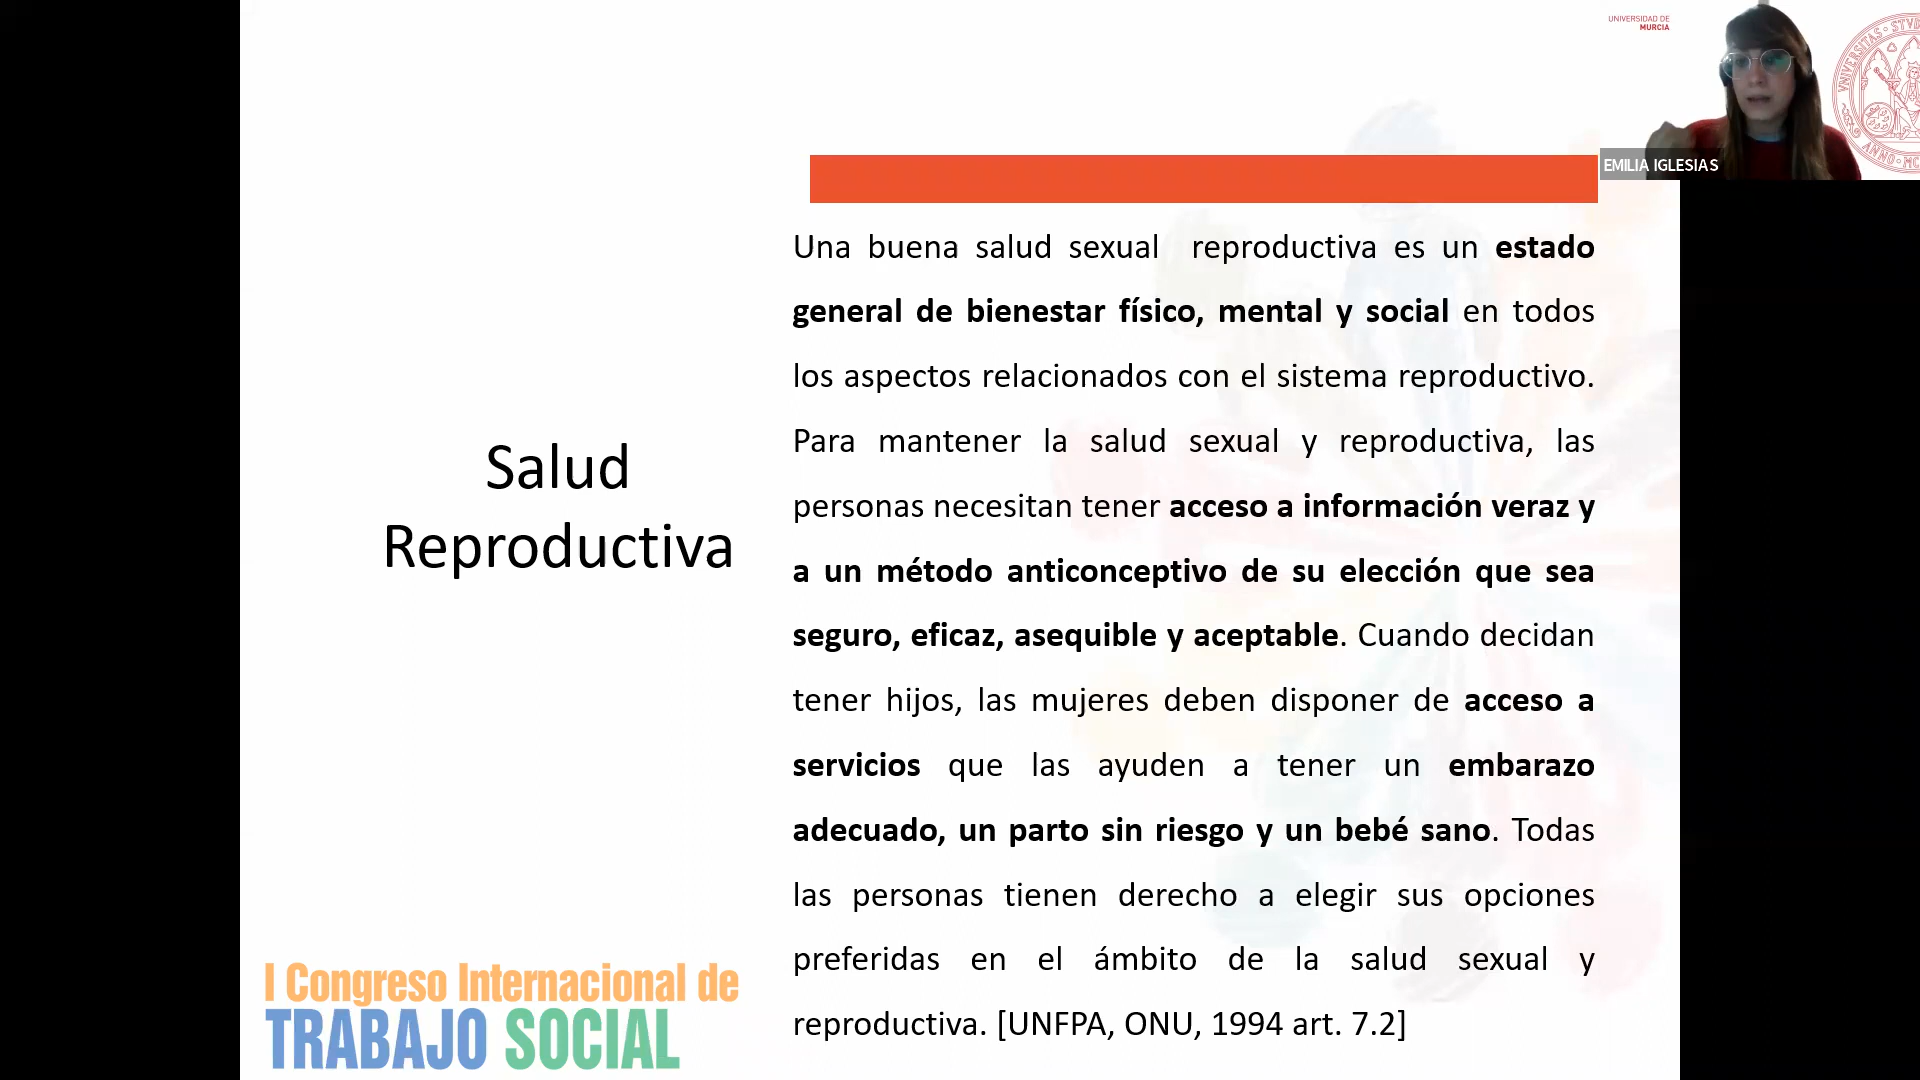 UNIVERSIDAD DE
MURCIA
EMILIA IGLESIAS
Salud
Reproductiva
Una buena salud sexual reproductiva es un estado
general de bienestar físico, mental y social en todos
los aspectos relacionados con el sistema reproductivo.
Para mantener la salud sexual y reproductiva, las
personas necesitan tener acceso a información veraz y
a un método anticonceptivo de su elección que sea
seguro, eficaz, asequible y aceptable. Cuando decidan
tener hijos, las mujeres deben disponer de acceso a
servicios que las ayuden a tener un embarazo
adecuado, un parto sin riesgo y un bebé sano. Todas
las personas tienen derecho a elegir sus opciones
preferidas en el ámbito de la salud sexual y
reproductiva. [UNFPA, ONU, 1994 art. 7.2]
I Congreso Internacional de
TRABAJO SOCIAL